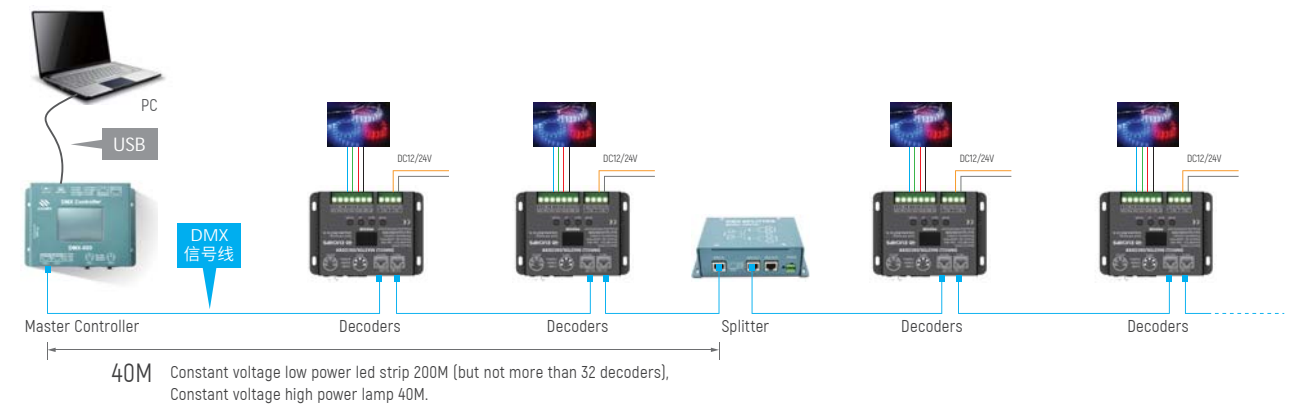 PC
USB
DC12/24V
DC12/24V
DC12/24V
DC12/24V
DMX Controller
DMX
信号线
Master Controller
Decoders
Decoders
Splitter
Decoders
Decoders
40M
Constant voltage low power led strip 200M (but not more than 32 decoders),
Constant voltage high power lamp 40M.